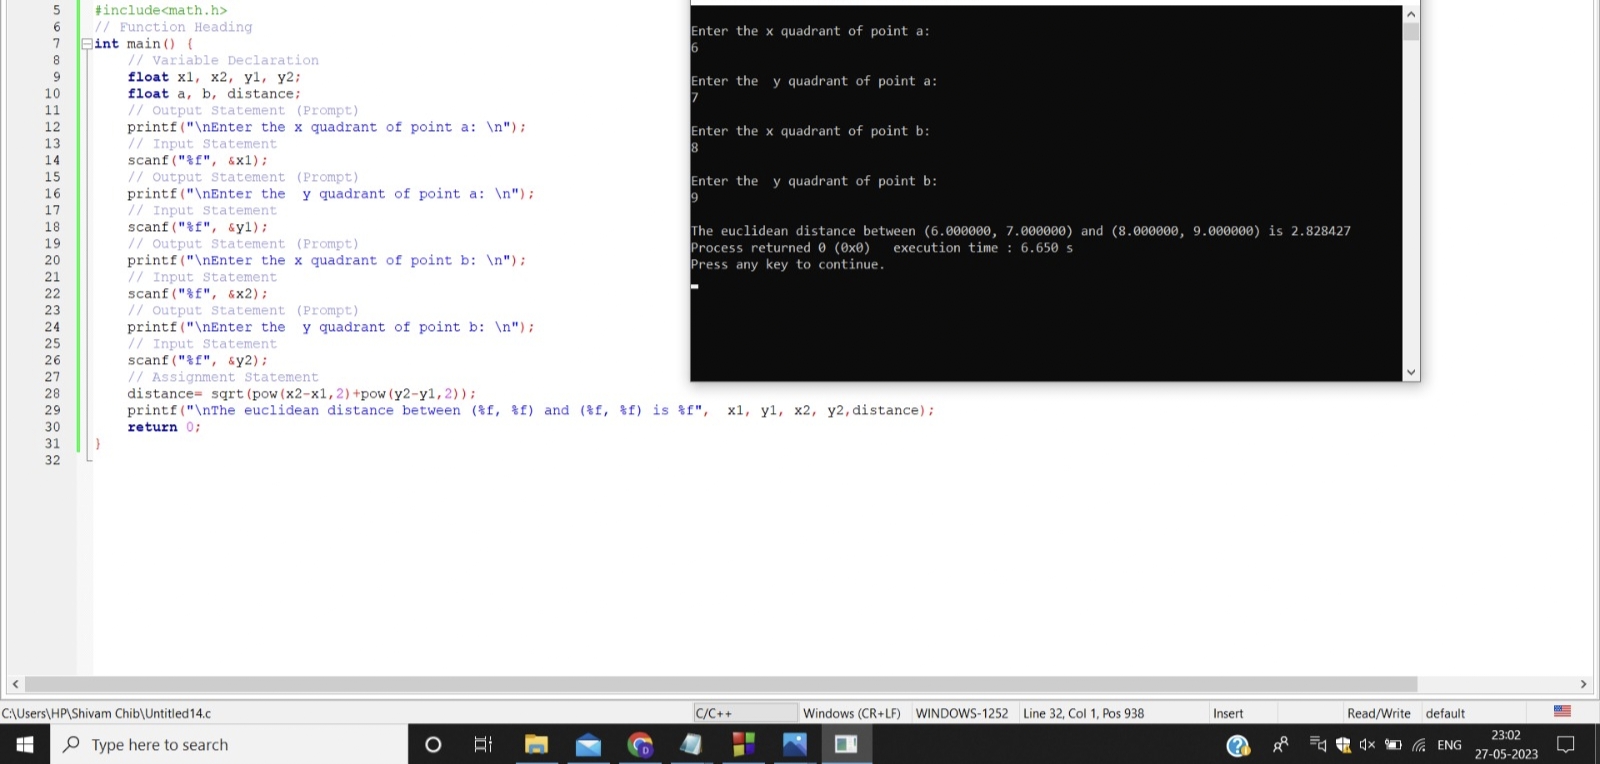 5 #include<math.h>
6 // Function Heading
7 int main() {
8 // Variable Declaration
9 float x1, x2, y1, y2;
10 float a, b, distance;
11 // Output Statement (Prompt)
12 printf("\nEnter the x quadrant of point a: \n");
13 // Input Statement
14 scanf("%f", &x1);
15 // Output Statement (Prompt)
16 printf("\nEnter the  y quadrant of point a: \n");
17 // Input Statement
18 scanf("%f", &y1);
19 // Output Statement (Prompt)
20 printf("\nEnter the x quadrant of point b: \n");
21 // Input Statement
22 scanf("%f", &x2);
23 // Output Statement (Prompt)
24 printf("\nEnter the  y quadrant of point b: \n");
25 // Input Statement
26 scanf("%f", &y2);
27 // Assignment Statement
28 distance= sqrt(pow(x2-x1,2)+pow(y2-y1,2));
29 printf("\nThe euclidean distance between (%f, %f) and (%f, %f) is %f",  x1, y1, x2, y2,distance);
30 return 0;
31 }
32
Enter the x quadrant of point a:
6
Enter the  y quadrant of point a:
7
Enter the x quadrant of point b:
8
Enter the  y quadrant of point b:
9
The euclidean distance between (6.000000, 7.000000) and (8.000000, 9.000000) is 2.828427
Process returned 0 (0x0)   execution time : 6.650 s
Press any key to continue.
C:\Users\HP\Shivam Chib\Untitled14.c
C/C++
Windows (CR+LF)
WINDOWS-1252
Line 32, Col 1, Pos 938
Insert
Read/Write
default
Type here to search
D
ENG
23:02
27-05-2023